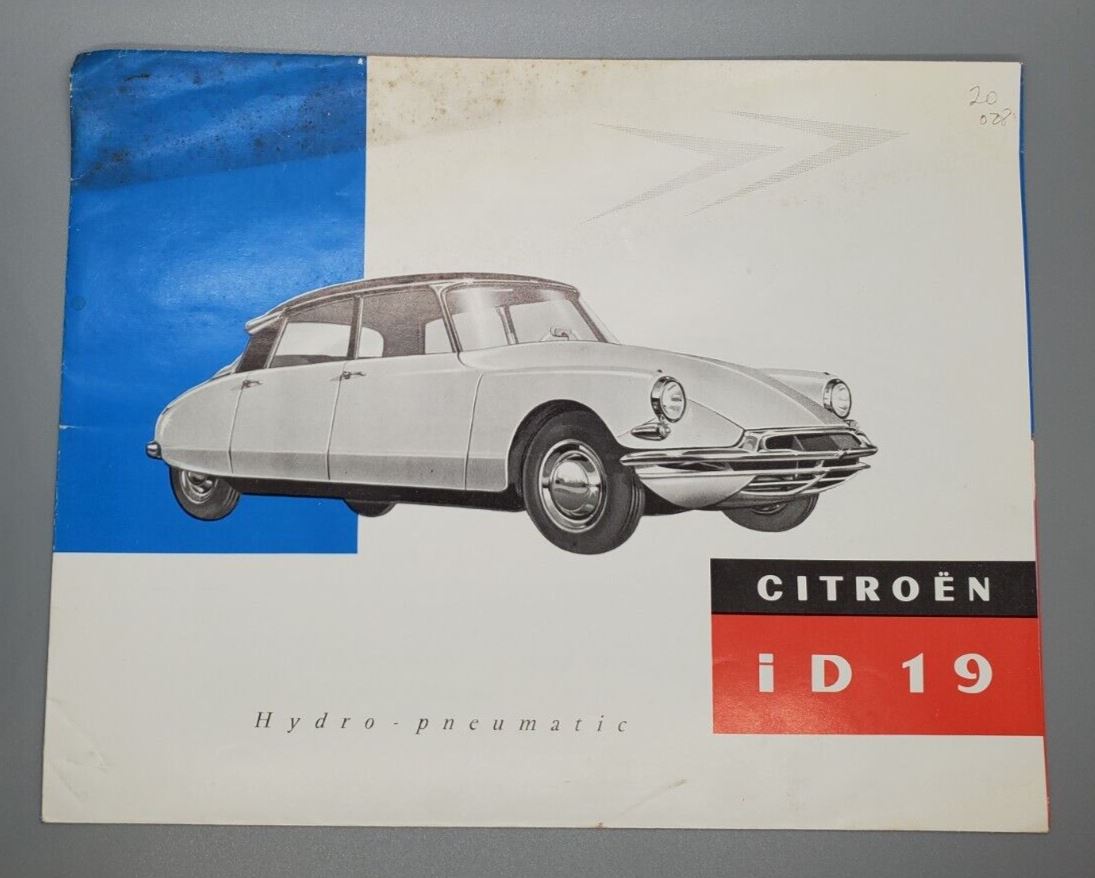 20
028
CITROËN
iD 19
Hydro-pneumatic